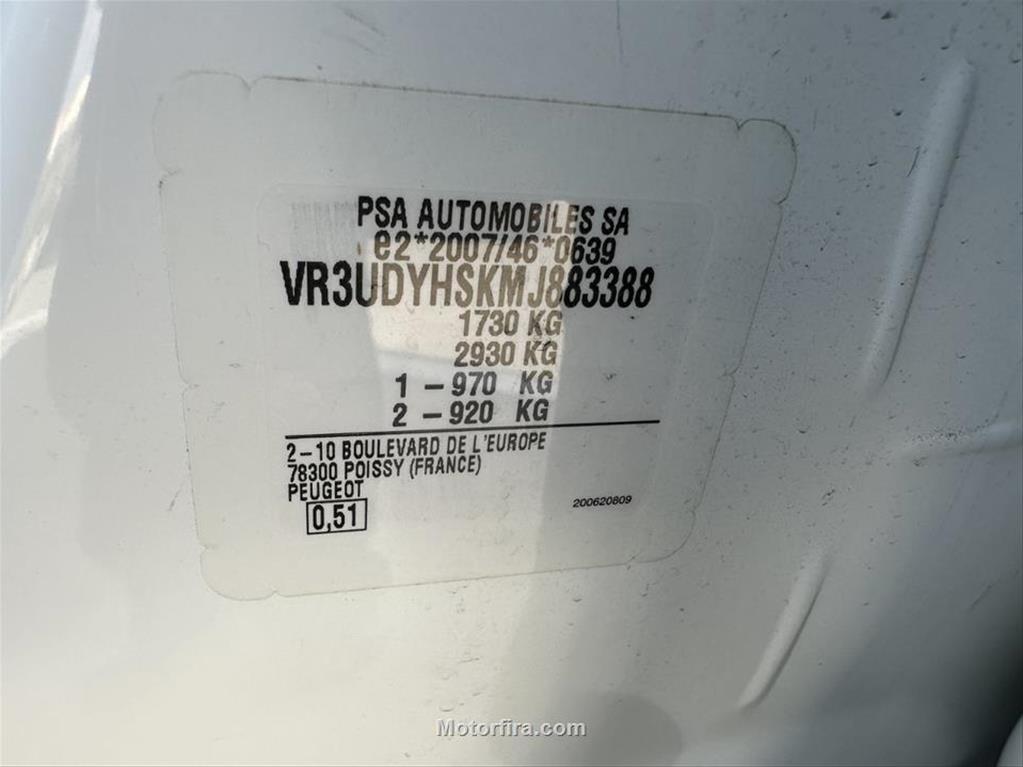 PSA AUTOMOBILES SA
e2*2007/46*0639
VR3UDYHSKMJ883388
1730 KG
2930 KG
1 – 970 KG
2 – 920 KG
2–10 BOULEVARD DE L'EUROPE
78300 POISSY (FRANCE)
PEUGEOT
0,51
200620809
Motorfira.com